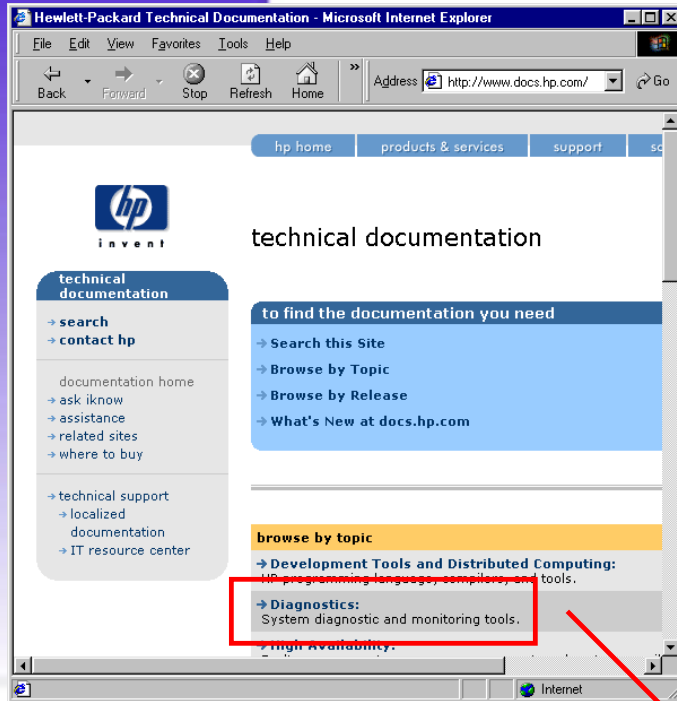 Hewlett-Packard Technical Documentation - Microsoft Internet Explorer
File Edit View Favorites Tools Help
Back Forward Stop Refresh Home » Address http://www.docs.hp.com/ Go
hp home products & services support
hp
invent
technical documentation
technical
documentation
search
contact hp
documentation home
ask iknow
assistance
related sites
where to buy
technical support
localized
documentation
IT resource center
to find the documentation you need
Search this Site
Browse by Topic
Browse by Release
What's New at docs.hp.com
browse by topic
Development Tools and Distributed Computing:
HP programming language, compilers, and tools.
Diagnostics:
System diagnostic and monitoring tools.
High Availability:
Internet